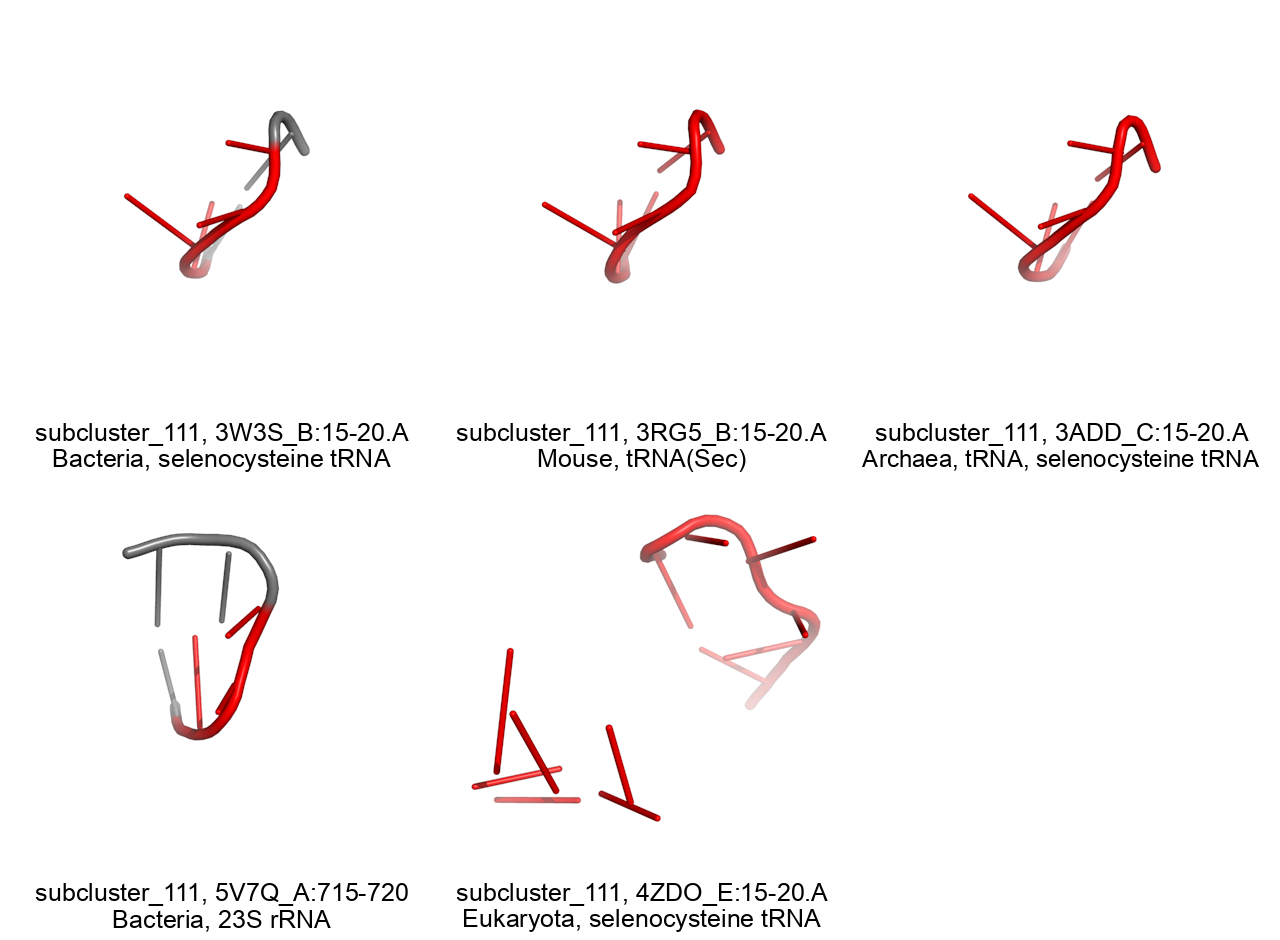 subcluster_111, 3W3S_B:15-20.A
Bacteria, selenocysteine tRNA
subcluster_111, 3RG5_B:15-20.A
Mouse, tRNA(Sec)
subcluster_111, 3ADD_C:15-20.A
Archaea, tRNA, selenocysteine tRNA
subcluster_111, 5V7Q_A:715-720
Bacteria, 23S rRNA
subcluster_111, 4ZDO_E:15-20.A
Eukaryota, selenocysteine tRNA